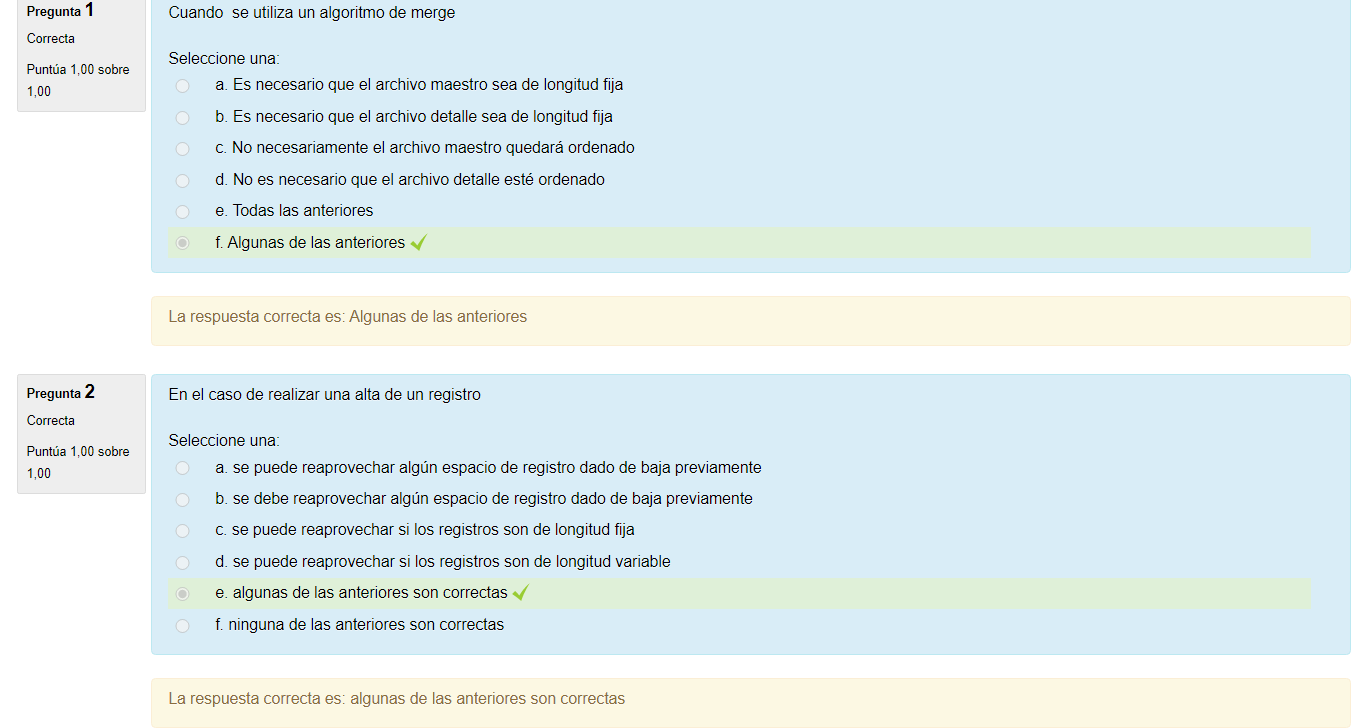 Pregunta 1
Correcta
Puntúa 1,00 sobre
1,00
Cuando se utiliza un algoritmo de merge
Seleccione una:
a. Es necesario que el archivo maestro sea de longitud fija
b. Es necesario que el archivo detalle sea de longitud fija
c. No necesariamente el archivo maestro quedará ordenado
d. No es necesario que el archivo detalle esté ordenado
e. Todas las anteriores
f. Algunas de las anteriores
La respuesta correcta es: Algunas de las anteriores
Pregunta 2
Correcta
Puntúa 1,00 sobre
1,00
En el caso de realizar una alta de un registro
Seleccione una:
a. se puede reaprovechar algún espacio de registro dado de baja previamente
b. se debe reaprovechar algún espacio de registro dado de baja previamente
c. se puede reaprovechar si los registros son de longitud fija
d. se puede reaprovechar si los registros son de longitud variable
e. algunas de las anteriores son correctas
f. ninguna de las anteriores son correctas
La respuesta correcta es: algunas de las anteriores son correctas